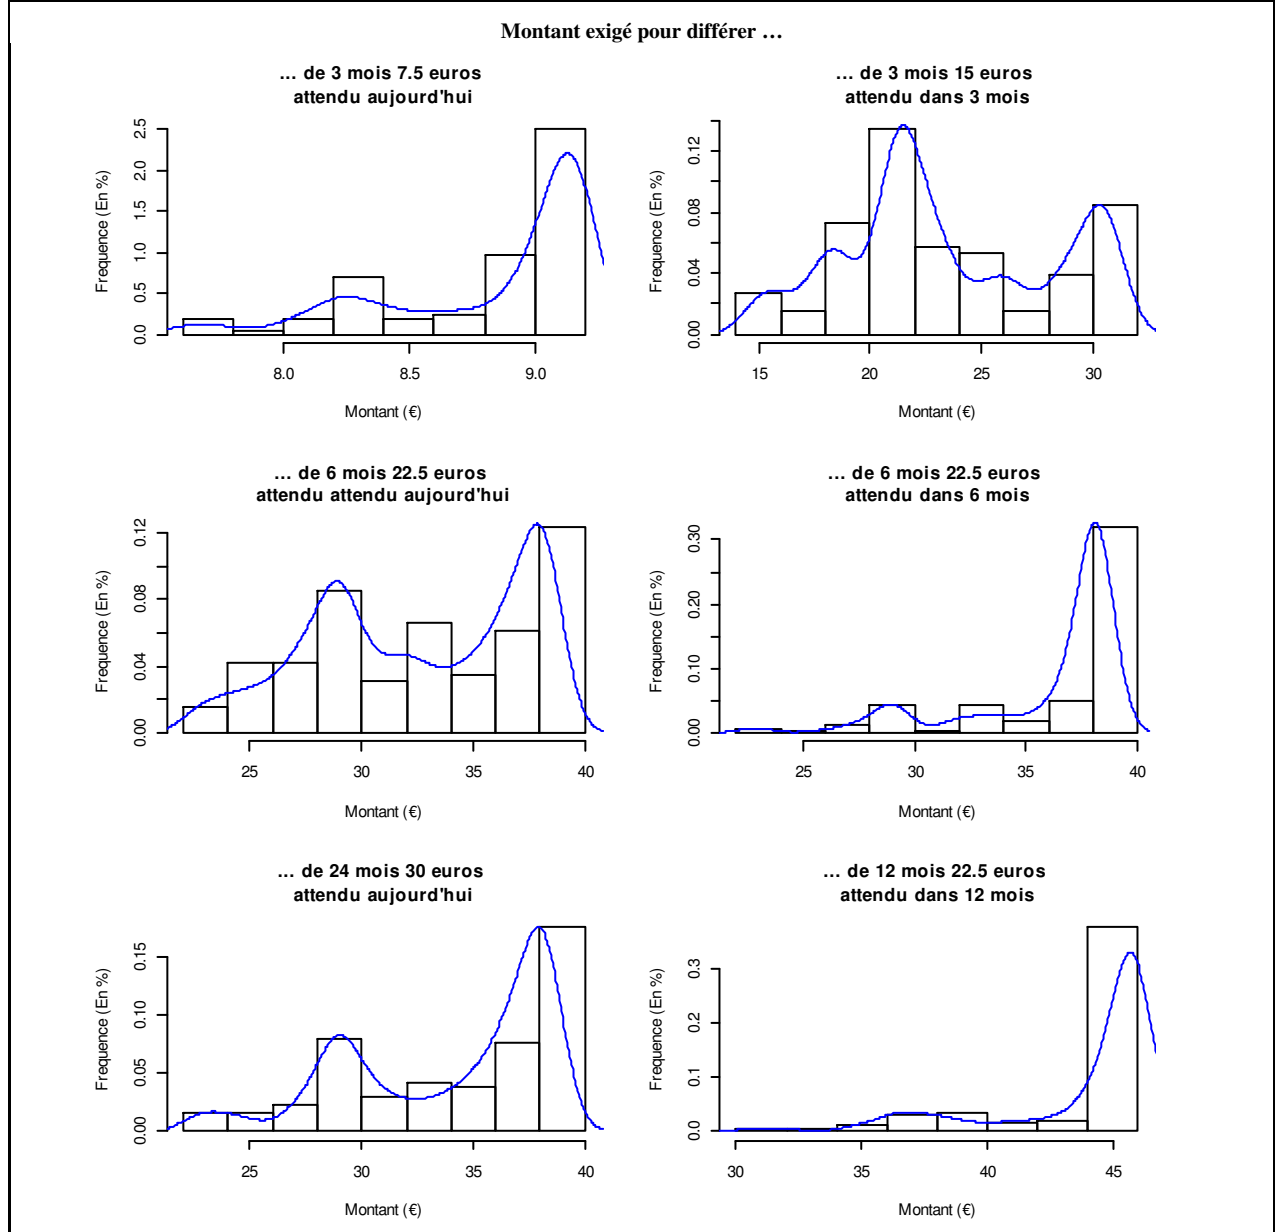 Montant exigé pour différer …
… de 3 mois 7.5 euros
attendu aujourd'hui
Frequence (En %)
2.5
2.0
1.5
1.0
0.5
0.0
8.0 8.5 9.0
Montant (€)
… de 3 mois 15 euros
attendu dans 3 mois
Frequence (En %)
0.12
0.08
0.04
0.00
15 20 25 30
Montant (€)
… de 6 mois 22.5 euros
attendu attendu aujourd'hui
Frequence (En %)
0.12
0.08
0.04
0.00
25 30 35 40
Montant (€)
… de 6 mois 22.5 euros
attendu dans 6 mois
Frequence (En %)
0.30
0.20
0.10
0.00
25 30 35 40
Montant (€)
… de 24 mois 30 euros
attendu aujourd'hui
Frequence (En %)
0.15
0.10
0.05
0.00
25 30 35 40
Montant (€)
… de 12 mois 22.5 euros
attendu dans 12 mois
Frequence (En %)
0.3
0.2
0.1
0.0
30 35 40 45
Montant (€)